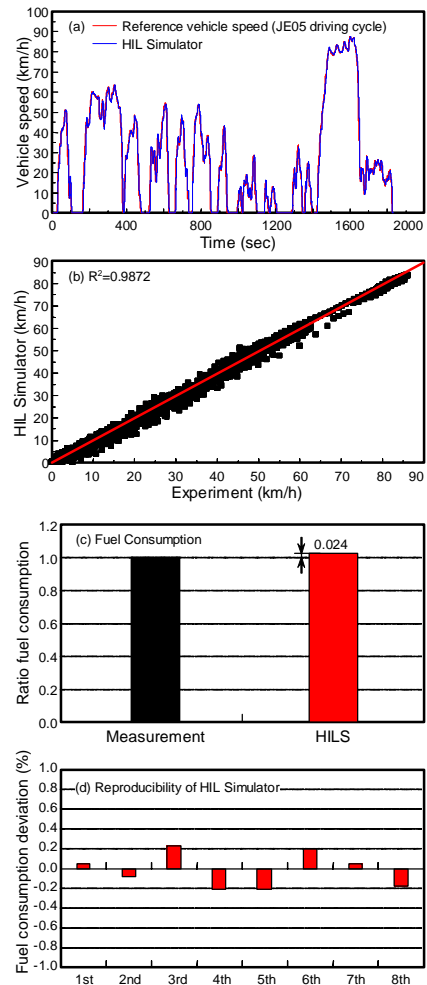 (a)
Reference vehicle speed (JE05 driving cycle)
HIL Simulator
Vehicle speed (km/h)
100
90
80
70
60
50
40
30
20
10
0
0 400 800 1200 1600 2000
Time (sec)
(b) R²=0.9872
HIL Simulator (km/h)
90
80
70
60
50
40
30
20
10
0
0 10 20 30 40 50 60 70 80 90
Experiment (km/h)
(c) Fuel Consumption
0.024
Ratio fuel consumption
1.2
1.0
0.8
0.6
0.4
0.2
0.0
Measurement HILS
(d) Reproducibility of HIL Simulator
Fuel consumption deviation (%)
1.0
0.8
0.6
0.4
0.2
0.0
-0.2
-0.4
-0.6
-0.8
-1.0
1st 2nd 3rd 4th 5th 6th 7th 8th